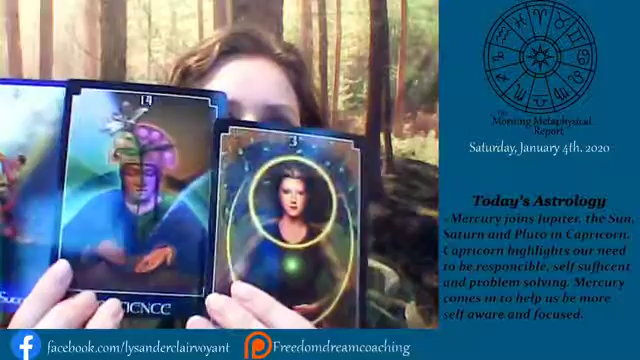 14
3
The
Morning Metaphysical
Report
Saturday, January 4th, 2020
Today's Astrology
Mercury joins Jupiter, the Sun,
Saturn and Pluto in Capricorn.
Capricorn highlights our need
to be responcible, self sufficent
and problem solving. Mercury
comes in to help us be more
self aware and focused.
facebook.com/lysanderclairvoyant
Freedomdreamcoaching